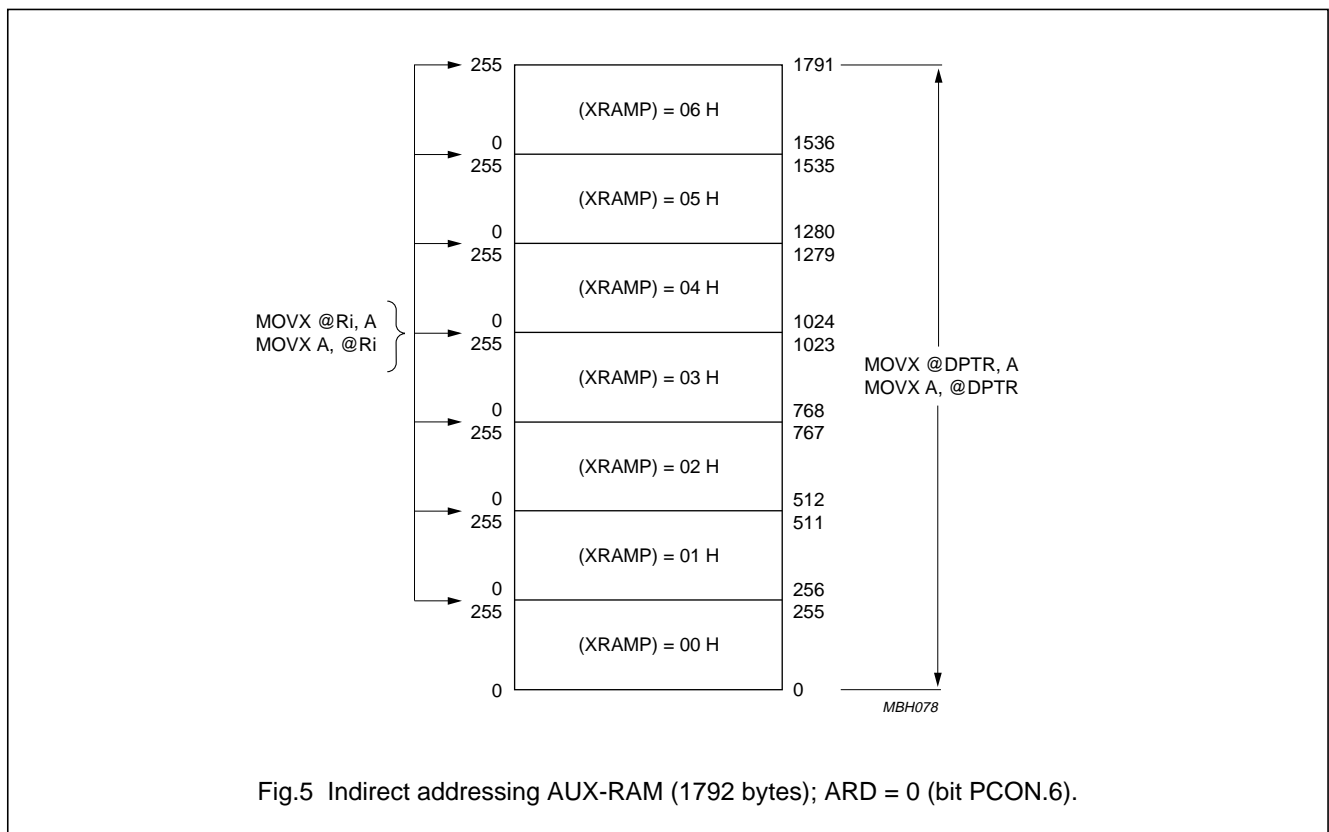 255
1791
(XRAMP) = 06 H
0
1536
255
1535
(XRAMP) = 05 H
0
1280
255
1279
(XRAMP) = 04 H
MOVX @Ri, A
MOVX A, @Ri
0
1024
255
1023
MOVX @DPTR, A
MOVX A, @DPTR
(XRAMP) = 03 H
0
768
255
767
(XRAMP) = 02 H
0
512
255
511
(XRAMP) = 01 H
0
256
255
255
(XRAMP) = 00 H
0
0
MBH078
Fig.5 Indirect addressing AUX-RAM (1792 bytes); ARD = 0 (bit PCON.6).